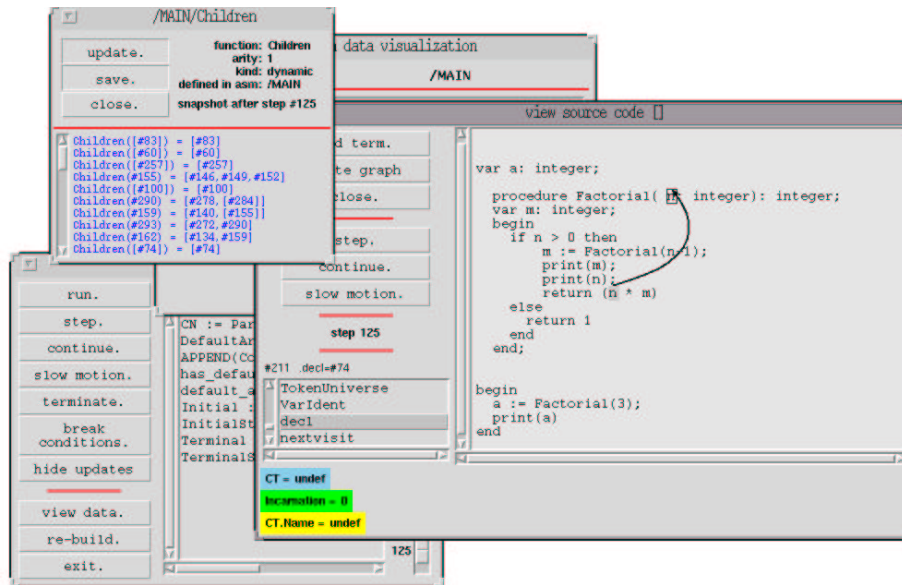 /MAIN/Children
update.
save.
close.
function: Children
arity: 1
kind: dynamic
defined in asm: /MAIN
snapshot after step #125
Children([#83]) = [#83]
Children([#60]) = [#60]
Children([#257]) = [#257]
Children(#155) = [#146,#149,#152]
Children([#100]) = [#100]
Children(#290) = [#278,[#284]]
Children(#159) = [#140,[#155]]
Children(#293) = [#272,#290]
Children(#162) = [#134,#159]
Children([#74]) = [#74]
data visualization
/MAIN
view source code []
d term.
te graph
lose.
step.
continue.
slow motion.
step 125
#211 .decl=#74
TokenUniverse
VarIdent
decl
nextvisit
CT = undef
Incarnation = 0
CT.Name = undef
var a: integer;
procedure Factorial( n: integer): integer;
var m: integer;
begin
if n > 0 then
m := Factorial(n-1);
print(m);
print(n);
return (n * m)
else
return 1
end
end;
begin
a := Factorial(3);
print(a)
end
run.
step.
continue.
slow motion.
terminate.
break
conditions.
hide updates
view data.
re-build.
exit.
CN := Par
DefaultAr
APPEND(Co
has_defau
default_a
Initial :
InitialSt
Terminal
TerminalS
125